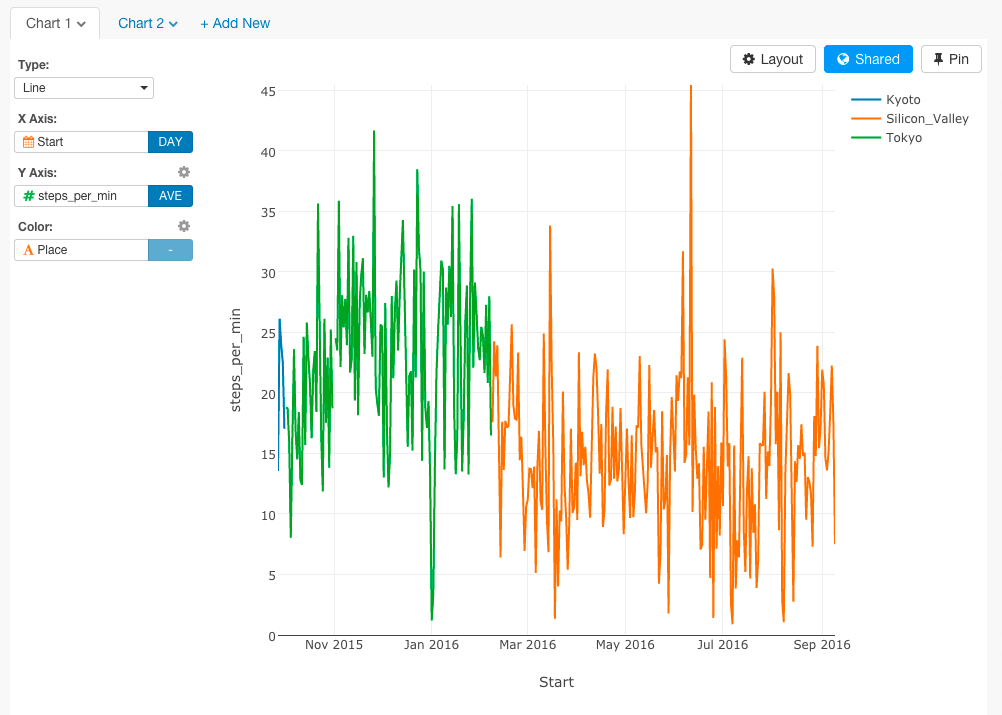 Chart 1
Chart 2
+ Add New
Layout
Shared
Pin
Type:
Line
X Axis:
Start
DAY
Y Axis:
# steps_per_min
AVE
Color:
A Place
-
Kyoto
Silicon_Valley
Tokyo
steps_per_min
45
40
35
30
25
20
15
10
5
0
Nov 2015
Jan 2016
Mar 2016
May 2016
Jul 2016
Sep 2016
Start